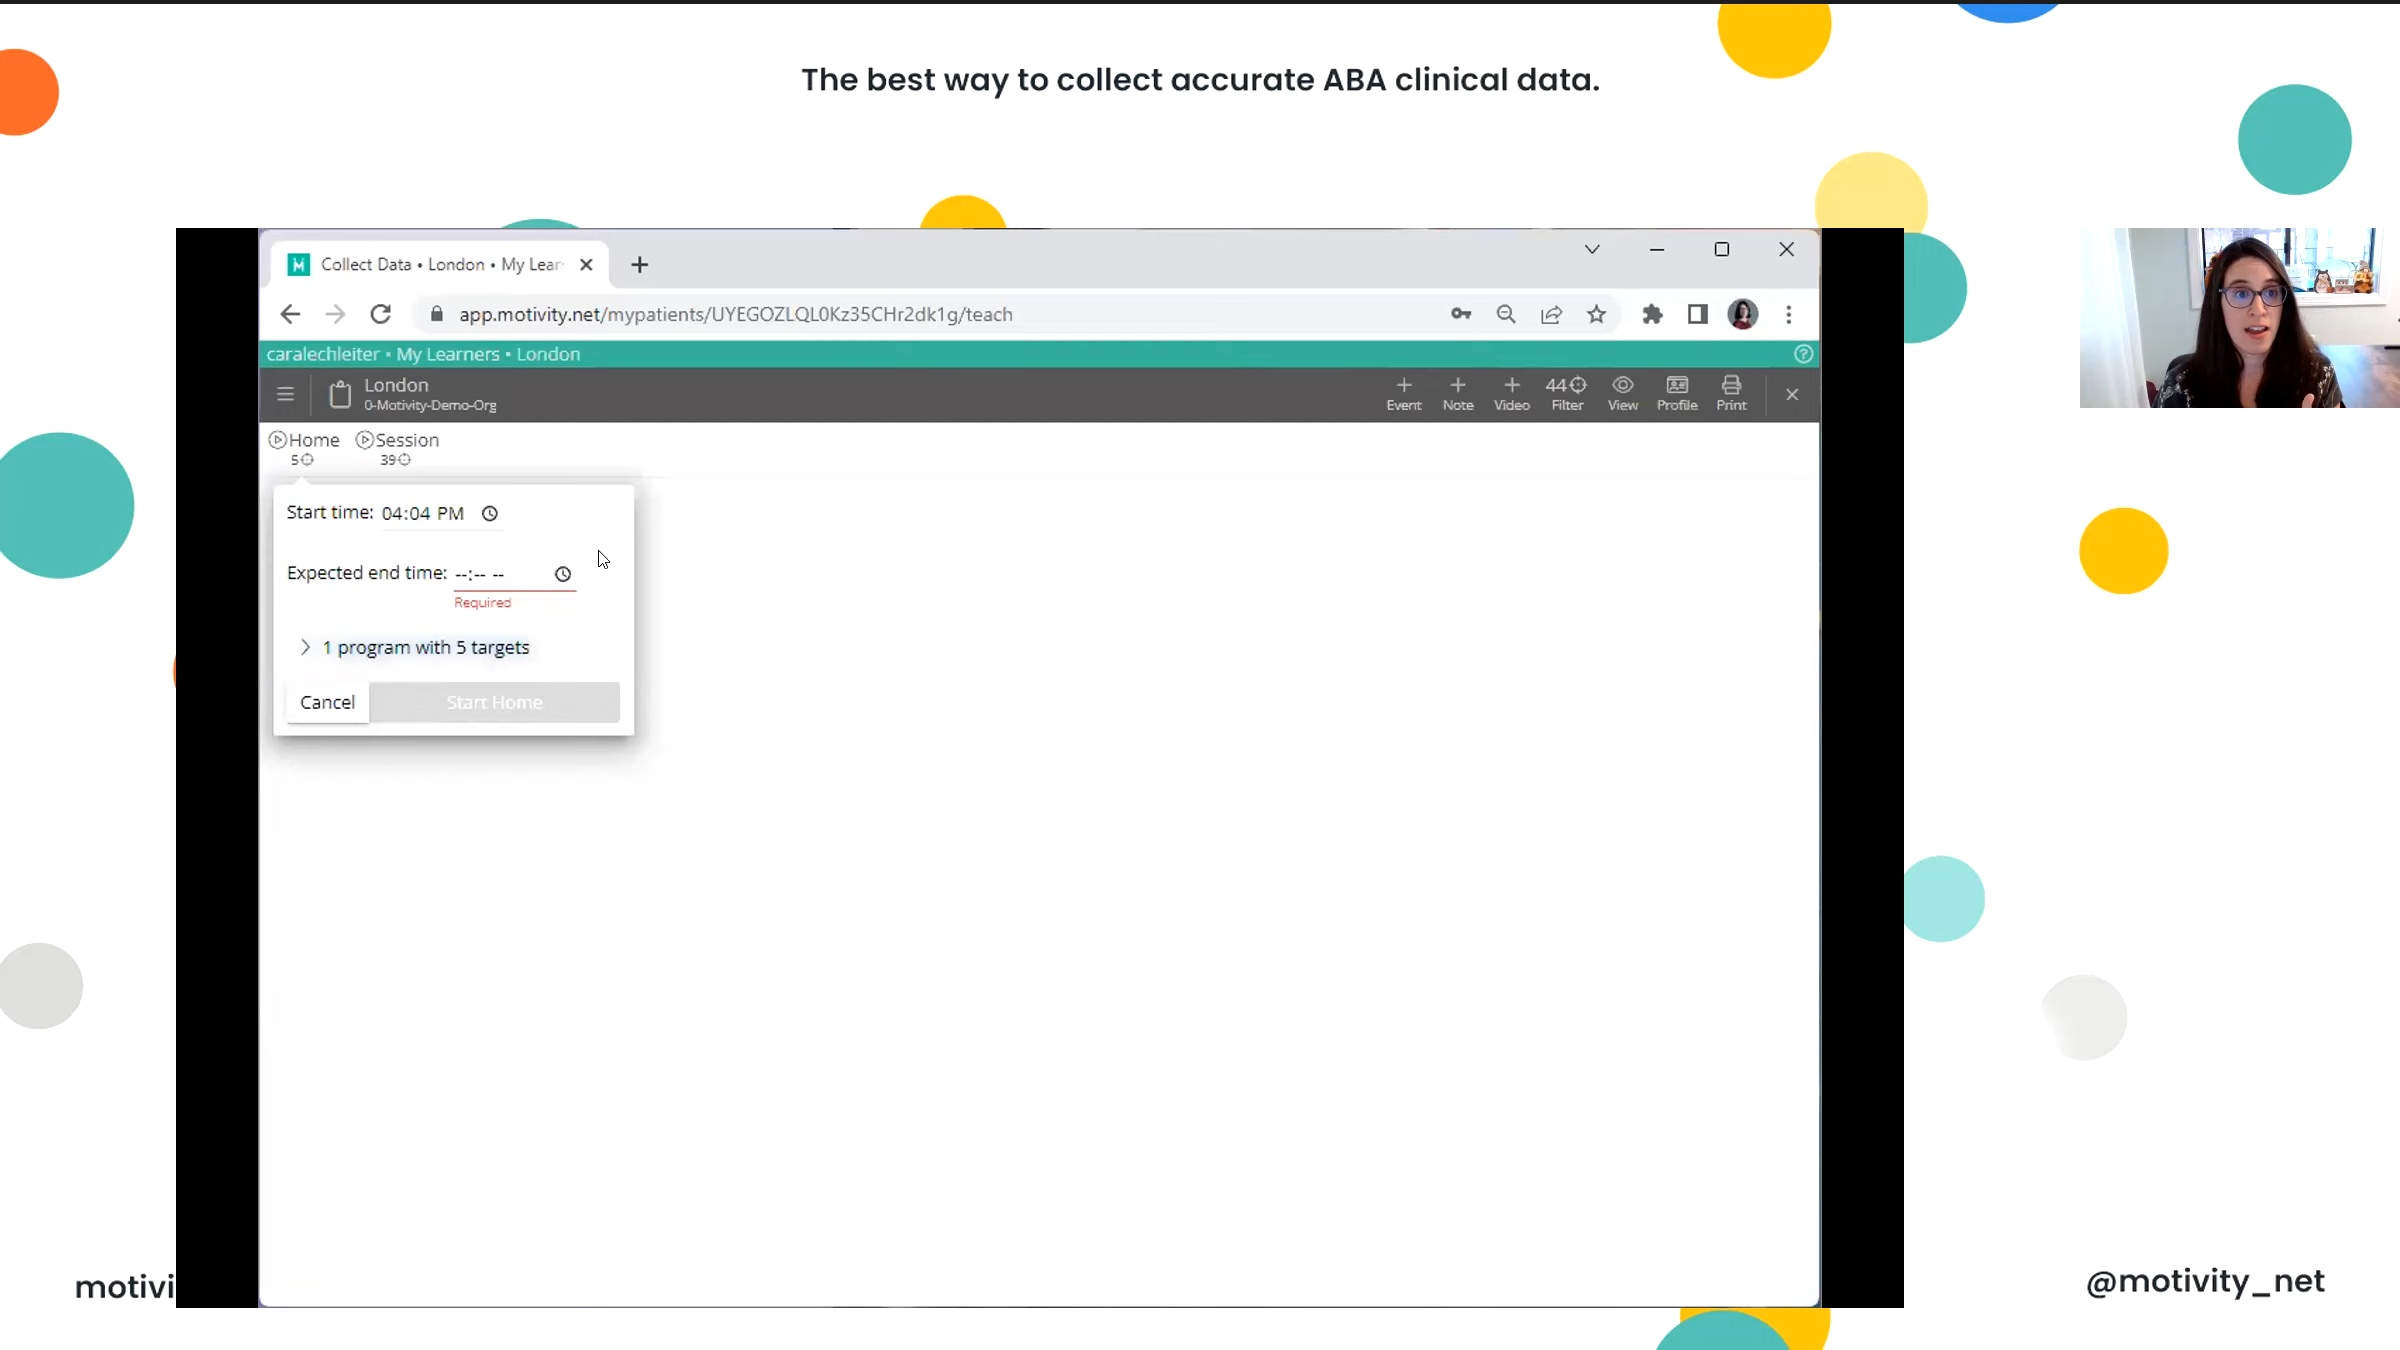 The best way to collect accurate ABA clinical data.
Collect Data • London • My Lear
app.motivity.net/mypatients/UYEGOZLQL0Kz35CHr2dk1g/teach
caralechleiter • My Learners • London
London
0-Motivity-Demo-Org
Event
Note
Video
44
Filter
View
Profile
Print
Home
5
Session
39
Start time: 04:04 PM
Expected end time: --:-- --
Required
1 program with 5 targets
Cancel
Start Home
motivi
@motivity_net